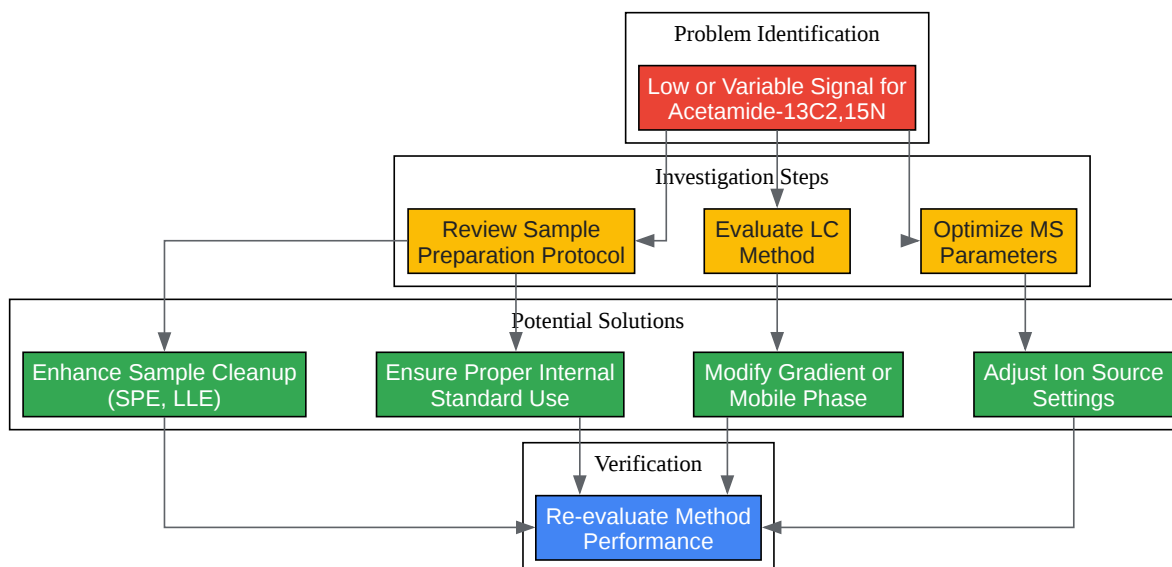 Problem Identification
Low or Variable Signal for
Acetamide-13C2,15N
Investigation Steps
Review Sample
Preparation Protocol
Evaluate LC
Method
Optimize MS
Parameters
Potential Solutions
Enhance Sample Cleanup
(SPE, LLE)
Ensure Proper Internal
Standard Use
Modify Gradient or
Mobile Phase
Adjust Ion Source
Settings
Verification
Re-evaluate Method
Performance